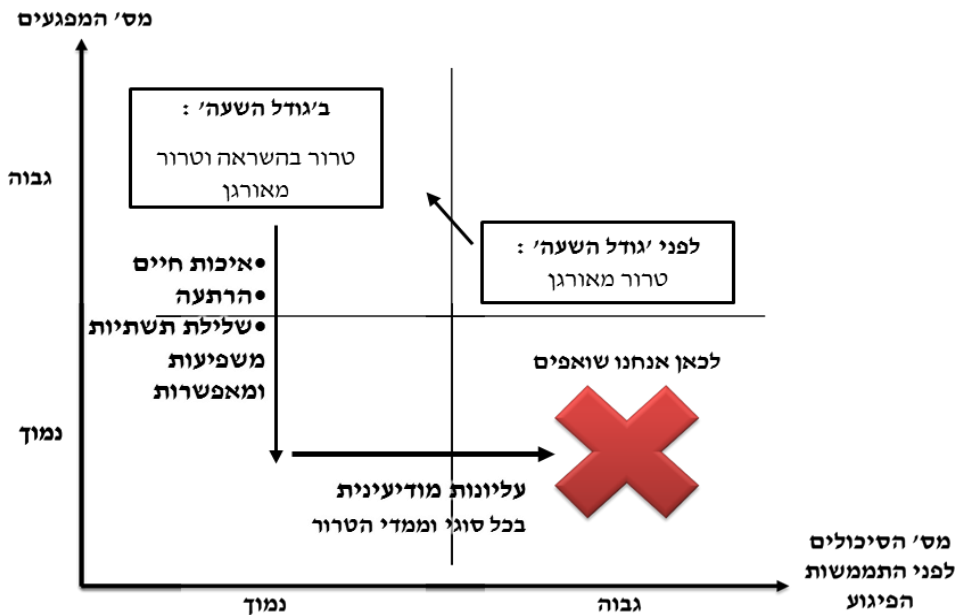 מס' המפגעים
ב'גודל השעה' :
טרור בהשראה וטרור
מאורגן
גבוה
לפני 'גודל השעה' :
טרור מאורגן
•איכות חיים
•הרתעה
•שלילת תשתיות
משפיעות
ומאפשרות
לכאן אנחנו שואפים
נמוך
עליונות מודיעינית
בכל סוגי וממדי הטרור
מס' הסיכולים
לפני התממשות
הפיגוע
נמוך
גבוה